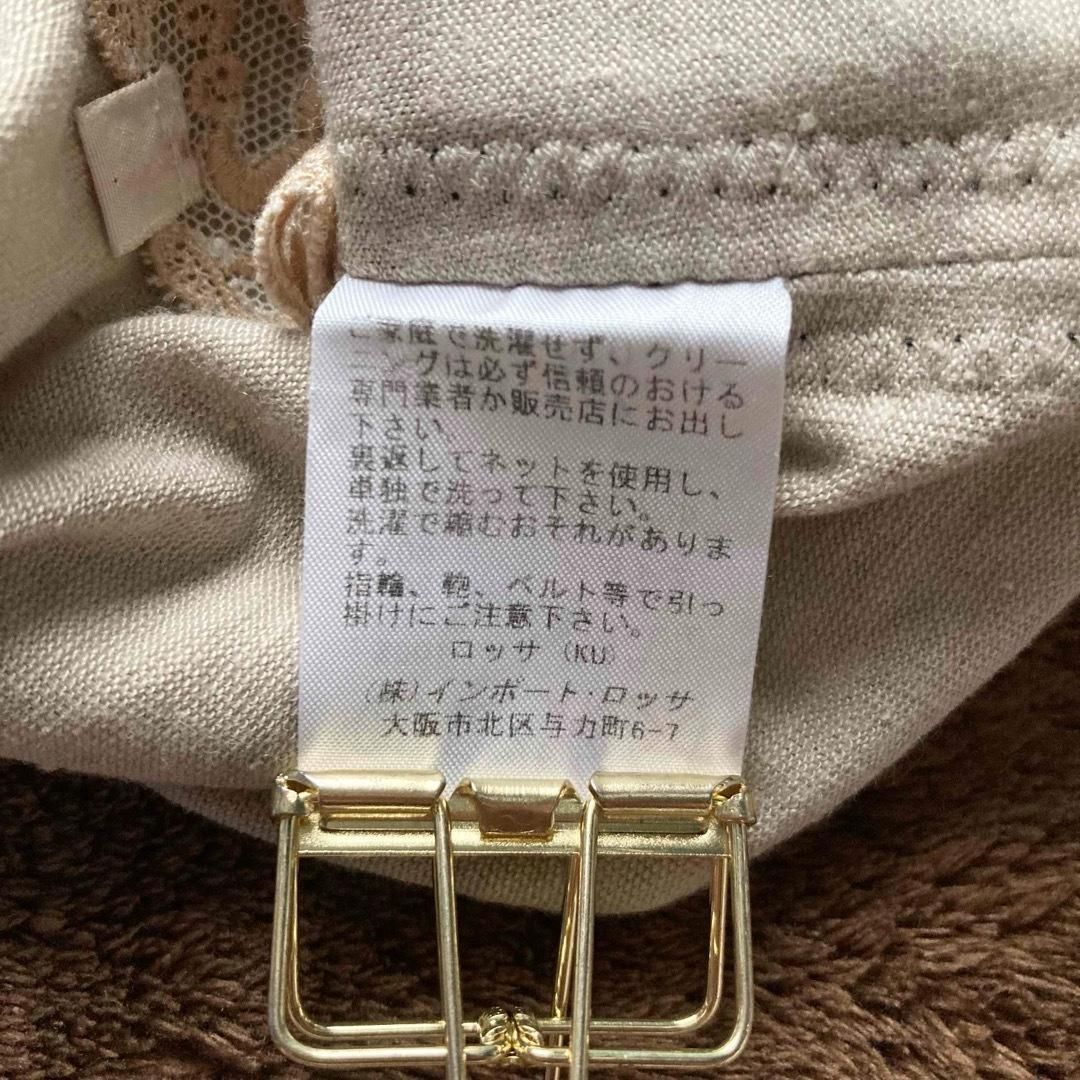 ご家庭で洗濯せず、クリー
ニングは必ず信頼のおける
専門業者か販売店にお出し
下さい。
裏返してネットを使用し、
単独で洗って下さい。
洗濯で縮むおそれがありま
す。
指輪、鞄、ベルト等で引っ
掛けにご注意下さい。
ロッサ (KU)
(株)インポート・ロッサ
大阪市北区与力町6-7